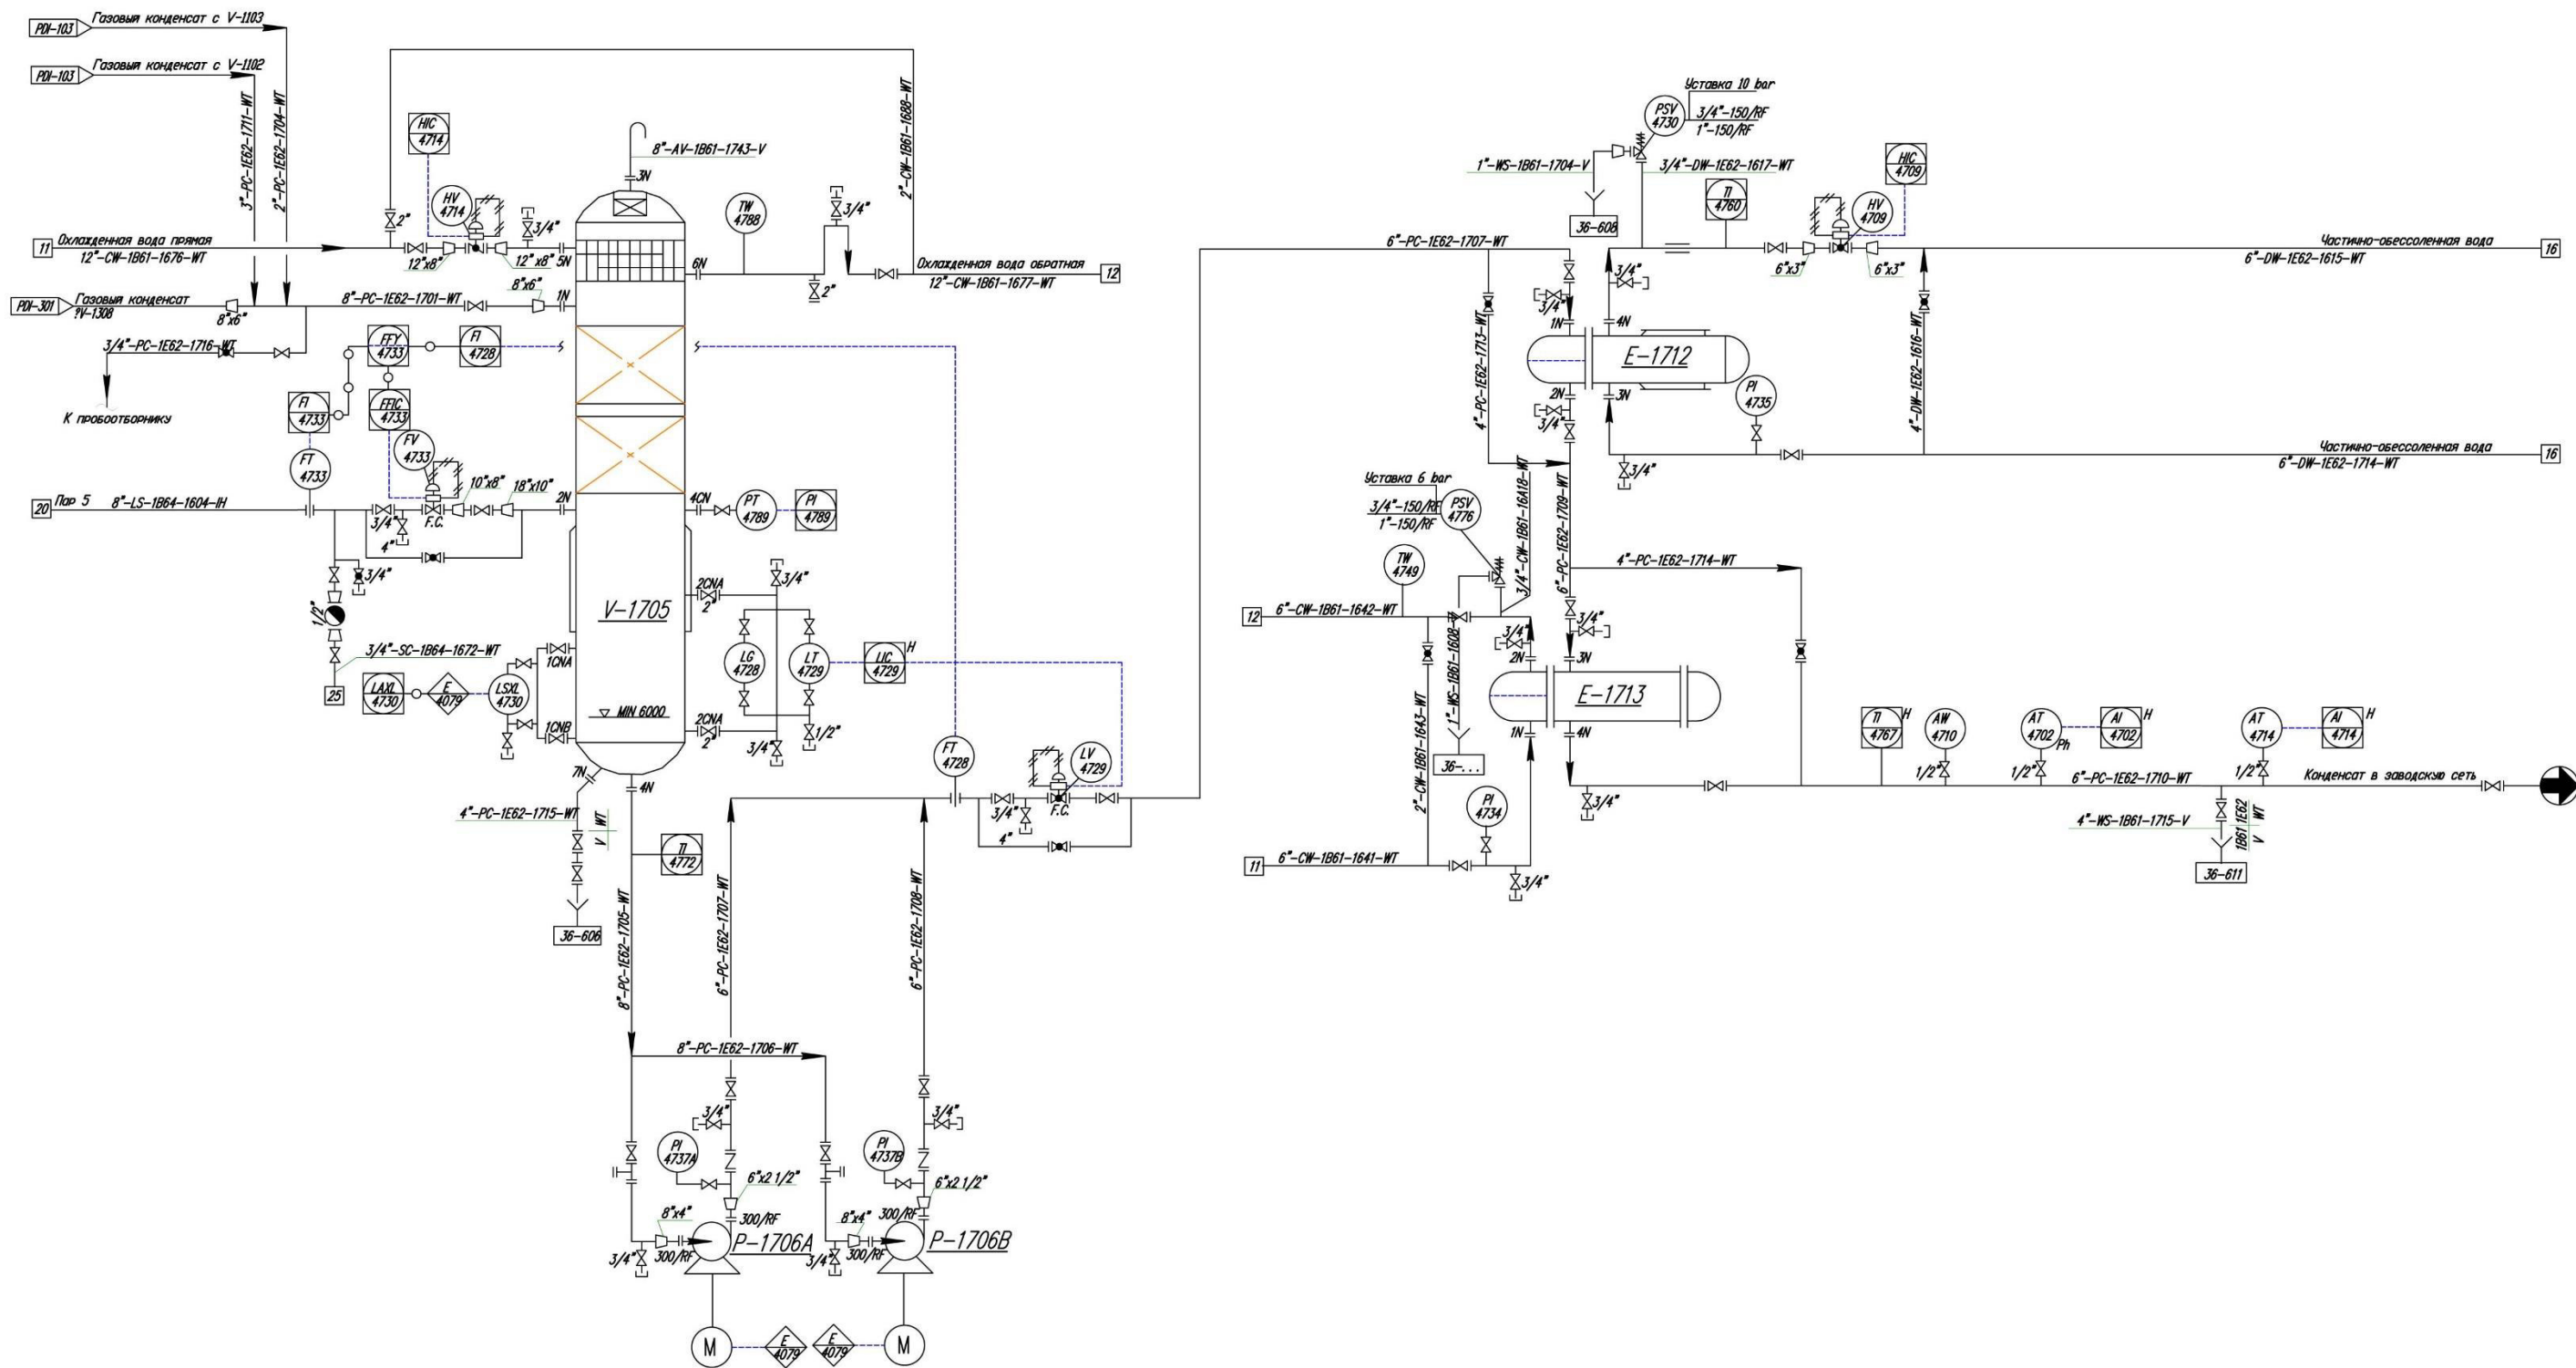 PDI-103
Газовый конденсат с V-1103
PDI-103
Газовый конденсат с V-1102
3"-PC-1E62-1711-WT
2"-PC-1E62-1704-WT
HIC
4714
HV
4714
2"
3/4"
11
Охлажденная вода прямая
12"-CW-1B61-1676-WT
12"x8"
12"x8"
5N
PDI-301
Газовый конденсат
?V-1308
8"x6"
8"-PC-1E62-1701-WT
8"x6"
1N
3/4"-PC-1E62-1716-WT
К пробоотборнику
FFY
4733
FI
4728
FI
4733
FFIC
4733
FV
4733
FT
4733
20
Пар 5
8"-LS-1B64-1604-IH
3/4"
F.C.
10"x8"
18"x10"
2N
4"
3/4"
1/2"
3/4"-SC-1B64-1672-WT
25
LAXL
4730
E
4079
LSXL
4730
1CNA
1CNB
8"-AV-1B61-1743-V
3N
TW
4788
6N
3/4"
2"
2"-CW-1B61-1688-WT
Охлажденная вода обратная
12"-CW-1B61-1677-WT
12
4CN
PT
4789
PI
4789
V-1705
MIN 6000
2CNA
2"
3/4"
LG
4728
LT
4729
LIC
4729
H
2CNA
2"
3/4"
1/2"
7N
4N
4"-PC-1E62-1715-WT
V WT
36-606
TI
4772
8"-PC-1E62-1705-WT
6"-PC-1E62-1707-WT
6"-PC-1E62-1708-WT
FT
4728
LV
4729
3/4"
F.C.
4"
8"-PC-1E62-1706-WT
3/4"
PI
4737A
6"x2 1/2"
8"x4"
300/RF
300/RF
3/4"
P-1706A
3/4"
PI
4737B
6"x2 1/2"
8"x4"
300/RF
300/RF
3/4"
P-1706B
M
E
4079
E
4079
M
Уставка 10 bar
PSV
4730
3/4"-150/RF
1"-150/RF
1"-WS-1B61-1704-V
3/4"-DW-1E62-1617-WT
36-608
TI
4760
HIC
4709
HV
4709
6"-PC-1E62-1707-WT
6"x3"
6"x3"
Частично-обессоленная вода
6"-DW-1E62-1615-WT
16
3/4"
3/4"
1N
4N
4"-PC-1E62-1713-WT
E-1712
PI
4735
4"-DW-1E62-1616-WT
2N
3N
3/4"
3/4"
Частично-обессоленная вода
6"-DW-1E62-1714-WT
16
Уставка 6 bar
3/4"-150/RF
1"-150/RF
PSV
4776
3/4"-CW-1B61-16A18-WT
6"-PC-1E62-1709-WT
4"-PC-1E62-1714-WT
TW
4749
12
6"-CW-1B61-1642-WT
3/4"
3/4"
2N
3N
1"-WS-1B61-1608-
E-1713
2"-CW-1B61-1643-WT
1N
4N
36-...
PI
4734
11
6"-CW-1B61-1641-WT
3/4"
3/4"
TI
4767
H
AW
4710
1/2"
AT
4702
Ph
1/2"
AI
4702
H
AT
4714
1/2"
AI
4714
H
6"-PC-1E62-1710-WT
Конденсат в заводскую сеть
4"-WS-1B61-1715-V
1B61 1E62
V WT
36-611